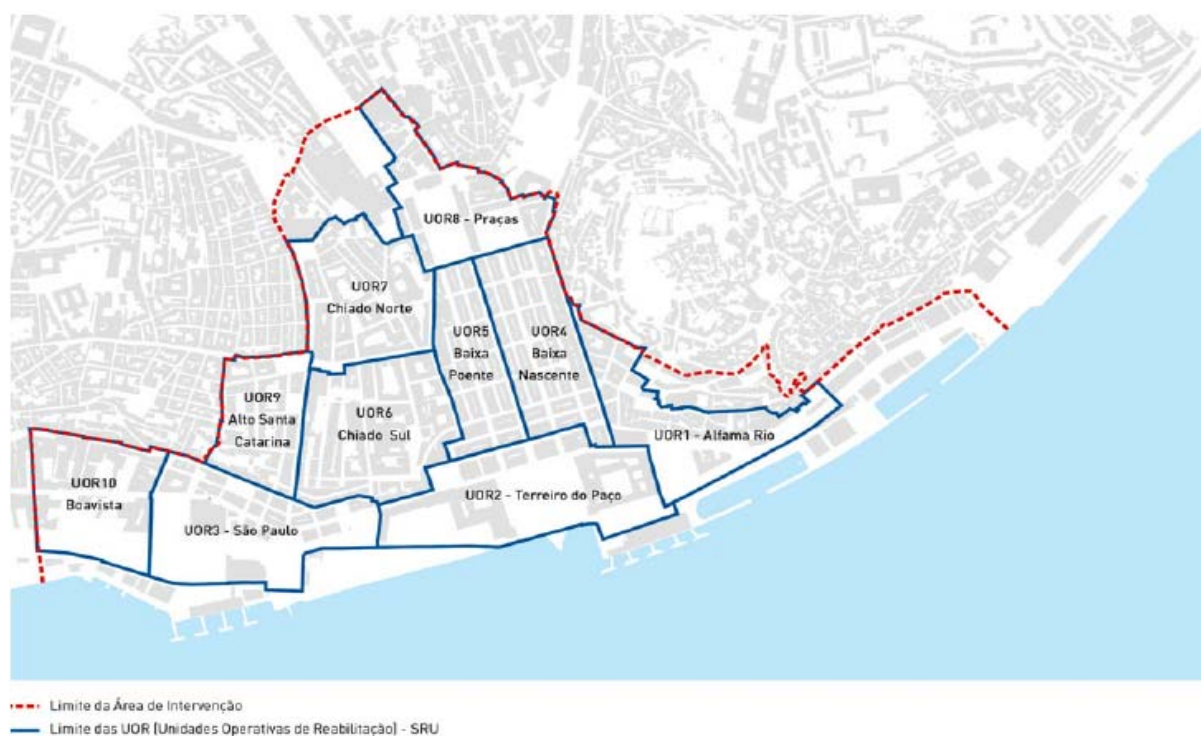 UOR8 - Praças
UOR7
Chiado Norte
UOR5
Baixa
Poente
UOR4
Baixa
Nascente
UOR9
Alto Santa
Catarina
UOR6
Chiado Sul
UOR1 - Alfama Rio
UOR10
Boavista
UOR2 - Terreiro do Paço
UOR3 - São Paulo
Limite da Área de Intervenção
Limite das UOR (Unidades Operativas de Reabilitação) - SRU